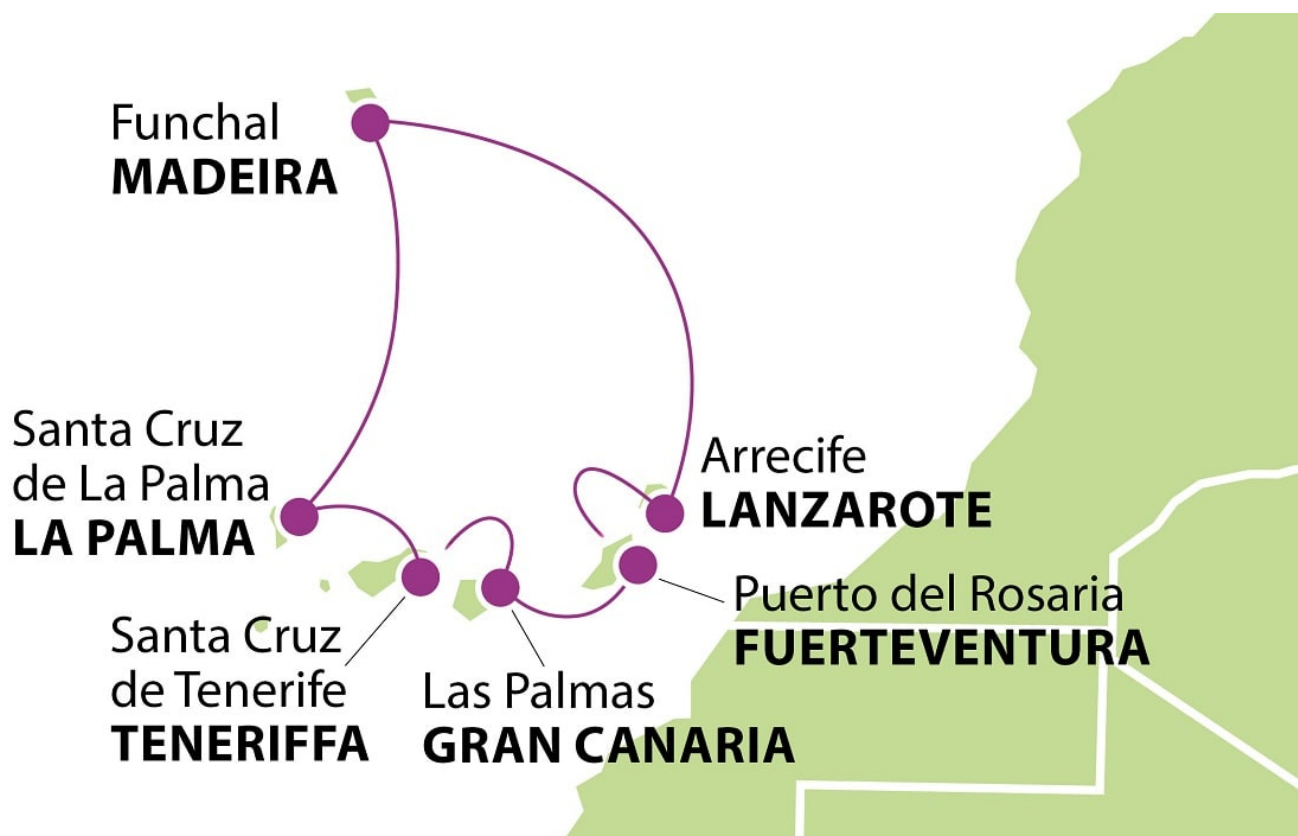 Funchal
MADEIRA
Santa Cruz
de La Palma
LA PALMA
Arrecife
LANZAROTE
Puerto del Rosaria
FUERTEVENTURA
Santa Cruz
de Tenerife
TENERIFFA
Las Palmas
GRAN CANARIA